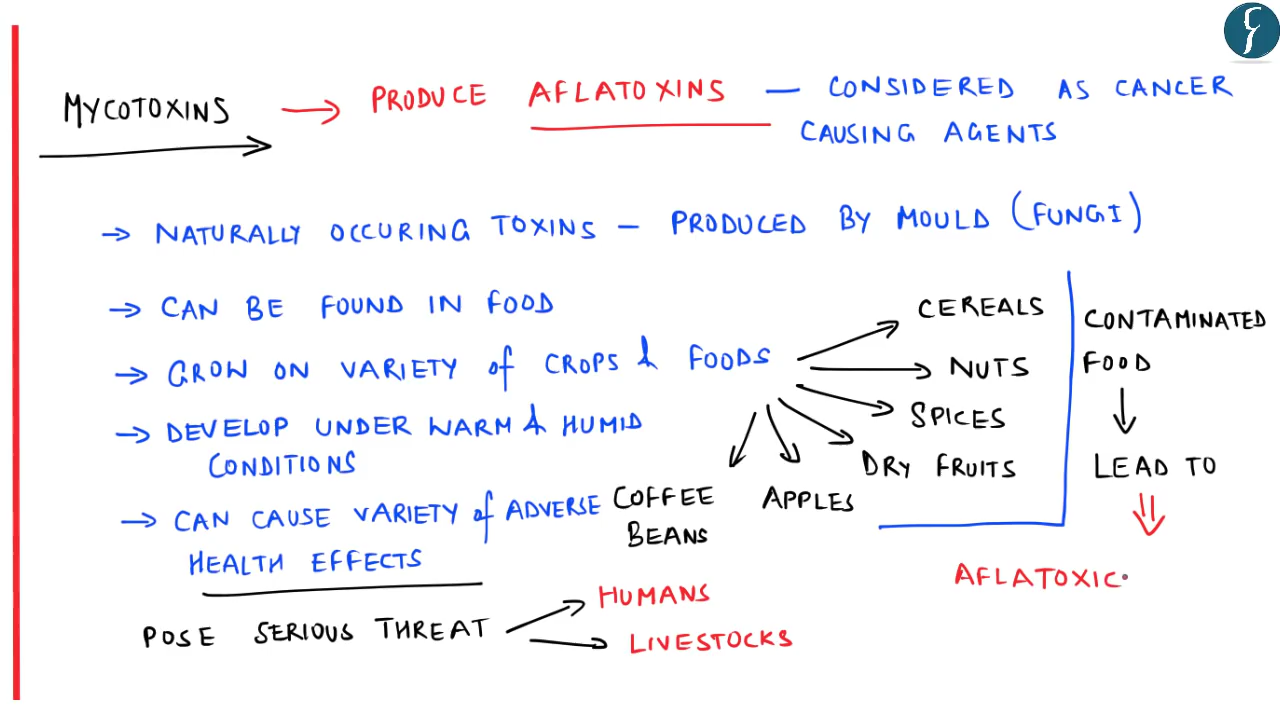 MYCOTOXINS → PRODUCE AFLATOXINS — CONSIDERED AS CANCER
CAUSING AGENTS
→ NATURALLY OCCURING TOXINS — PRODUCED BY MOULD (FUNGI)
→ CAN BE FOUND IN FOOD
→ GROW ON VARIETY of CROPS & FOODS
→ DEVELOP UNDER WARM & HUMID
CONDITIONS
→ CAN CAUSE VARIETY of ADVERSE
HEALTH EFFECTS
POSE SERIOUS THREAT
HUMANS
LIVESTOCKS
CEREALS
NUTS
SPICES
DRY FRUITS
APPLES
COFFEE
BEANS
CONTAMINATED
FOOD
LEAD TO
AFLATOXIC